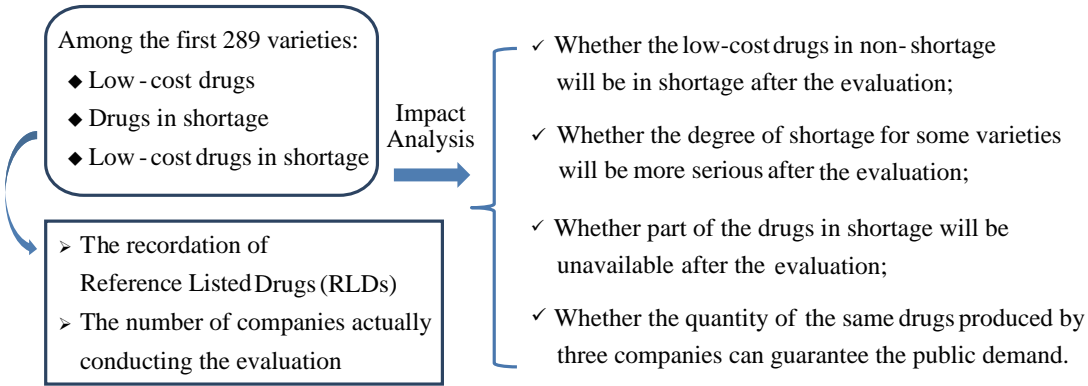 Among the first 289 varieties:
◆ Low-cost drugs
◆ Drugs in shortage
◆ Low-cost drugs in shortage
Impact
Analysis
➢ The recordation of
Reference Listed Drugs (RLDs)
➢ The number of companies actually
conducting the evaluation
✓ Whether the low-cost drugs in non-shortage
will be in shortage after the evaluation;
✓ Whether the degree of shortage for some varieties
will be more serious after the evaluation;
✓ Whether part of the drugs in shortage will be
unavailable after the evaluation;
✓ Whether the quantity of the same drugs produced by
three companies can guarantee the public demand.